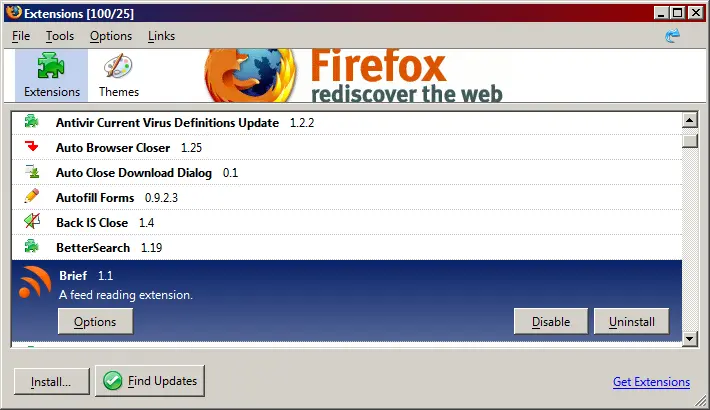 Extensions [100/25]
File Tools Options Links
Extensions Themes
Firefox
rediscover the web
Antivir Current Virus Definitions Update 1.2.2
Auto Browser Closer 1.25
Auto Close Download Dialog 0.1
Autofill Forms 0.9.2.3
Back IS Close 1.4
BetterSearch 1.19
Brief 1.1
A feed reading extension.
Options Disable Uninstall
Install... Find Updates Get Extensions